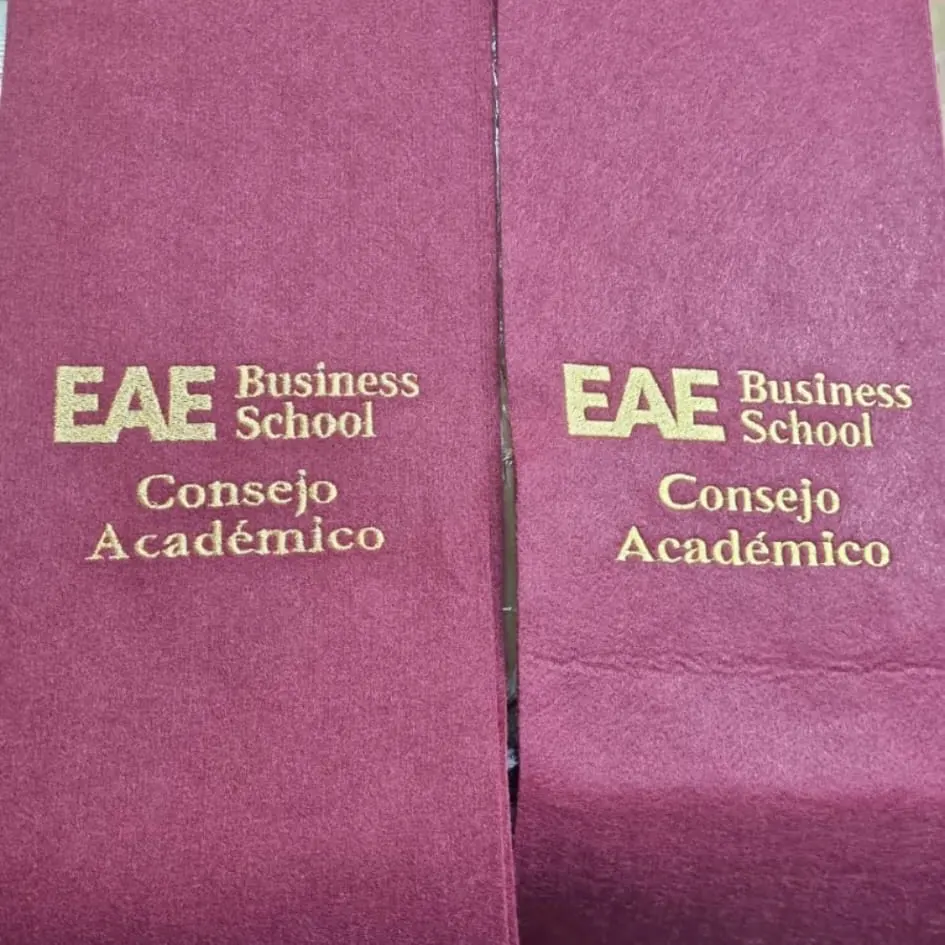 EAE Business
School
Consejo
Académico
EAE Business
School
Consejo
Académico